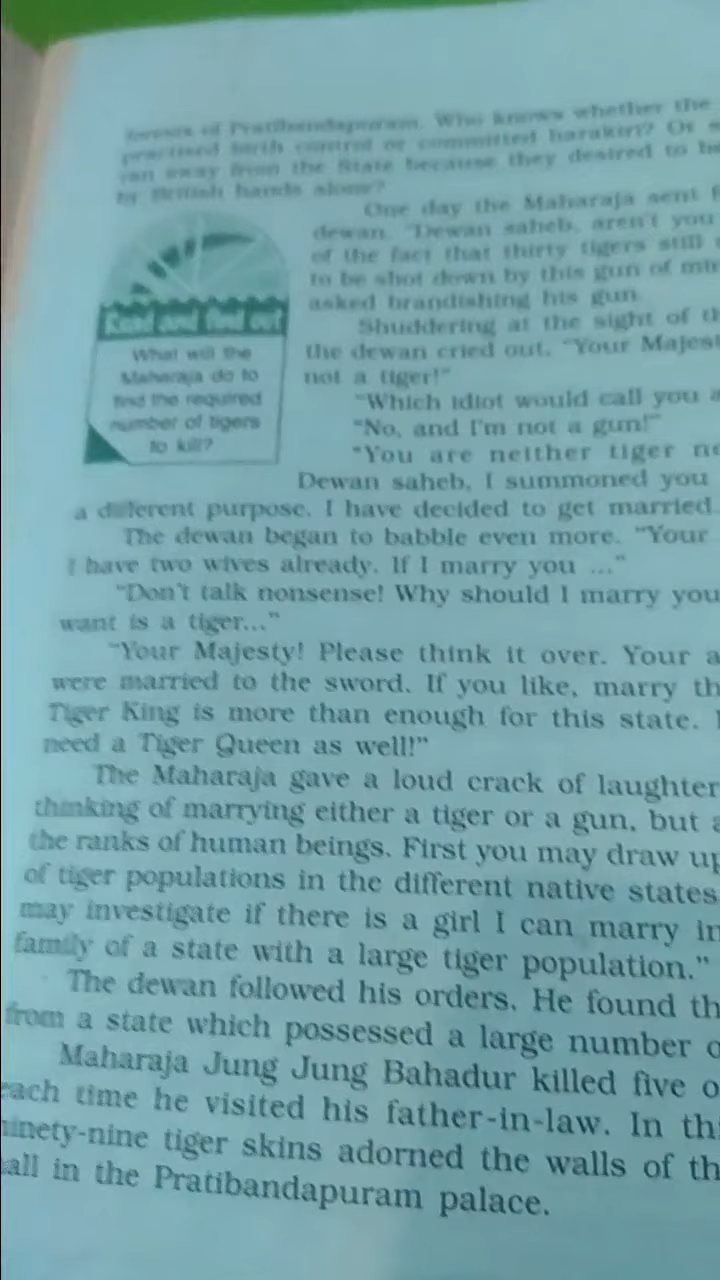 forests of Pratibandapuram. Who knows whether the
practised birth control or committed harakiri? Or
ran away from the State because they desired to be
by British hands alone?
One day the Maharaja sent
dewan. "Dewan saheb, aren't you
of the fact that thirty tigers still
to be shot down by this gun of
asked brandishing his gun.
Shuddering at the sight of
the dewan cried out, "Your
not a tiger!"
"Which idiot would call you a
"No, and I'm not a gun!"
"You are neither tiger
Dewan saheb, I summoned you
a different purpose. I have decided to get married.
The dewan began to babble even more. "Your
I have two wives already. If I marry you ..."
"Don't talk nonsense! Why should I marry you
want is a tiger..."
"Your Majesty! Please think it over. Your
were married to the sword. If you like, marry
Tiger King is more than enough for this state.
need a Tiger Queen as well!"
The Maharaja gave a loud crack of laughter
thinking of marrying either a tiger or a gun, but
the ranks of human beings. First you may draw
of tiger populations in the different native states
may investigate if there is a girl I can marry
family of a state with a large tiger population."
The dewan followed his orders. He found
from a state which possessed a large number
Maharaja Jung Jung Bahadur killed five
each time he visited his father-in-law. In
ninety-nine tiger skins adorned the walls of
hall in the Pratibandapuram palace.
Read and find out
What will the
Maharaja do to
find the required
number of tigers
to kill?